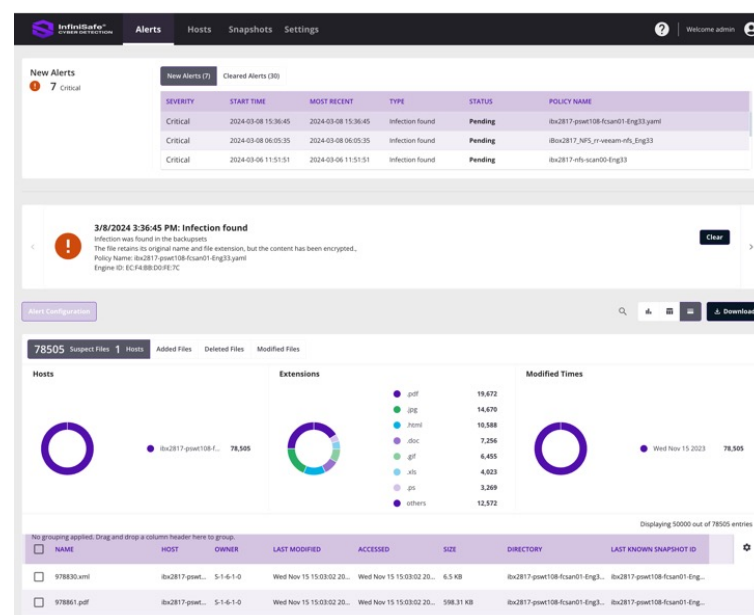 InfiniSafe®
CYBER DETECTION
Alerts Hosts Snapshots Settings
? Welcome admin
New Alerts
7 Critical
New Alerts (7) Cleared Alerts (30)
SEVERITY START TIME MOST RECENT TYPE STATUS POLICY NAME
Critical 2024-03-08 15:36:45 2024-03-08 15:36:45 Infection found Pending ibx2817-pswt108-fcsan01-Eng33.yaml
Critical 2024-03-08 06:05:35 2024-03-08 06:05:35 Infection found Pending iBox2817_NFS_rr-veeam-nfs_Eng33
Critical 2024-03-06 11:51:51 2024-03-06 11:51:51 Infection found Pending ibx2817-nfs-scan00-Eng33
3/8/2024 3:36:45 PM: Infection found
Infection was found in the backupsets
The file retains its original name and file extension, but the content has been encrypted.,
Policy Name: ibx2817-pswt108-fcsan01-Eng33.yaml
Engine ID: EC:F4:BB:D0:FE:7C
Clear
Alert Configuration
Download
78505 Suspect Files 1 Hosts Added Files Deleted Files Modified Files
Hosts Extensions Modified Times
ibx2817-pswt108-f... 78,505
.pdf 19,672
.jpg 14,670
.html 10,588
.doc 7,256
.gif 6,455
.xls 4,023
.ps 3,269
others 12,572
Wed Nov 15 2023 78,505
Displaying 50000 out of 78505 entries
No grouping applied. Drag and drop a column header here to group.
NAME HOST OWNER LAST MODIFIED ACCESSED SIZE DIRECTORY LAST KNOWN SNAPSHOT ID
978830.xml ibx2817-pswt... S-1-6-1-0 Wed Nov 15 15:03:02 20... Wed Nov 15 15:03:02 20... 6.5 KB ibx2817-pswt108-fcsan01-Eng3... ibx2817-pswt108-fcsan01-Eng...
978861.pdf ibx2817-pswt... S-1-6-1-0 Wed Nov 15 15:03:02 20... Wed Nov 15 15:03:02 20... 598.31 KB ibx2817-pswt108-fcsan01-Eng3... ibx2817-pswt108-fcsan01-Eng...